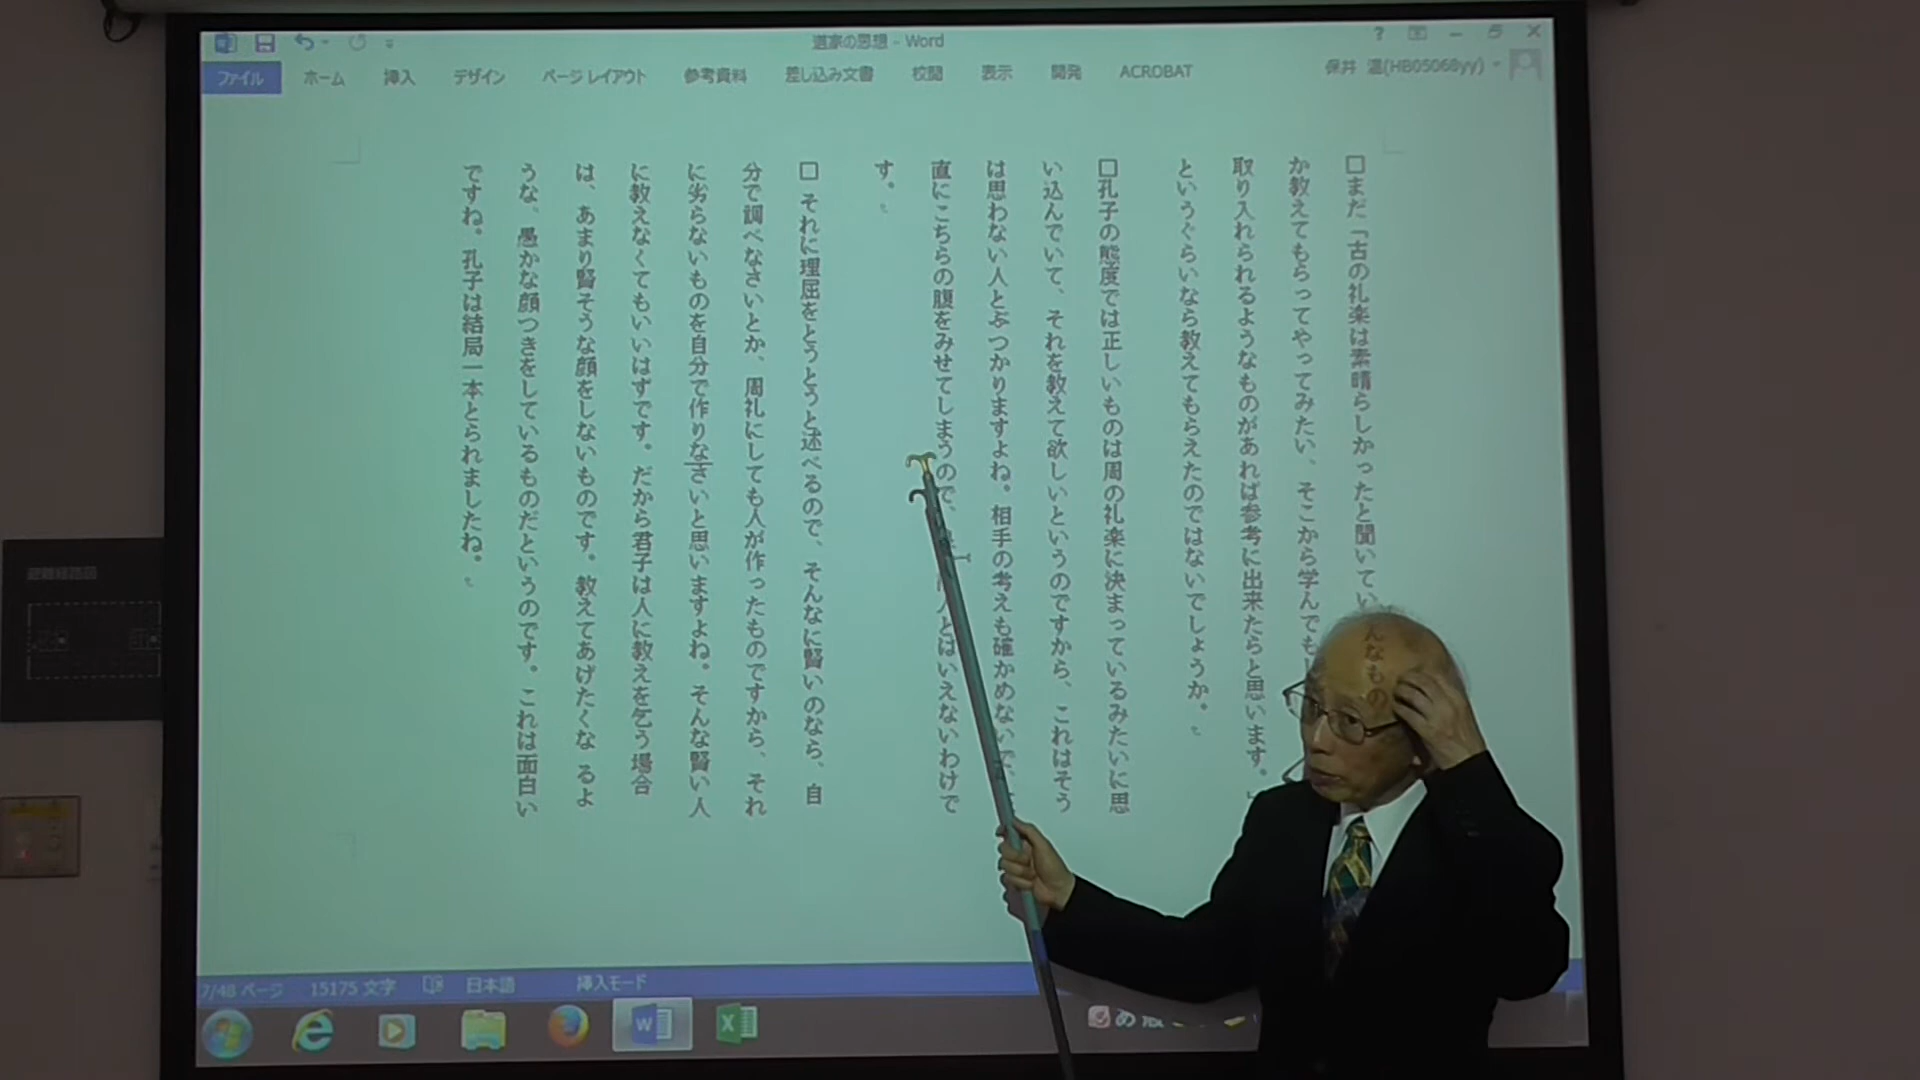 道家の思想 - Word
ファイル ホーム 挿入 デザイン ページ レイアウト 参考資料 差し込み文書 校閲 表示 開発 ACROBAT
保井 温(HB05068yy)
□まだ「古の礼楽は素晴らしかったと聞いてい
んなもの
か教えてもらってやってみたい、そこから学んでも
取り入れられるようなものがあれば参考に出来たらと思います。」
というぐらいなら教えてもらえたのではないでしょうか。
□孔子の態度では正しいものは周の礼楽に決まっているみたいに思
い込んでいて、それを教えて欲しいというのですから、これはそう
は思わない人とぶつかりますよね。相手の考えも確かめないで、
直にこちらの腹をみせてしまうので、
人とはいえないわけで
す。
□ それに理屈をとうとうと述べるので、そんなに賢いのなら、自
分で調べなさいとか、周礼にしても人が作ったものですから、それ
に劣らないものを自分で作りなさいと思いますよね。そんな賢い人
に教えなくてもいいはずです。だから君子は人に教えを乞う場合
は、あまり賢そうな顔をしないものです。教えてあげたくな るよ
うな、愚かな顔つきをしているものだというのです。これは面白い
ですね。孔子は結局一本とられましたね。
7/48 ページ 15175 文字 日本語 挿入モード
避難経路図